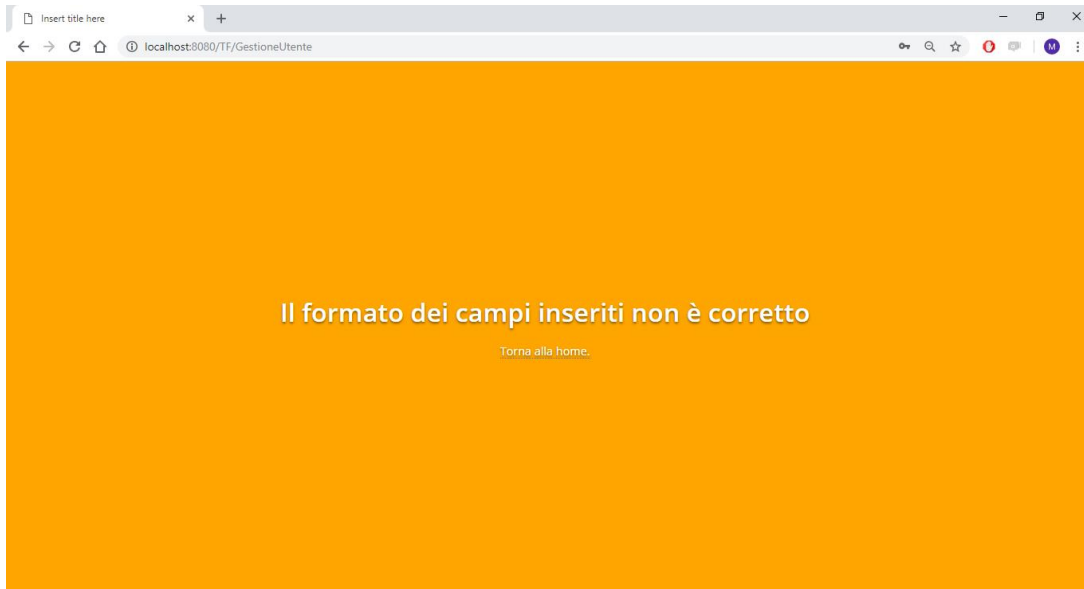 Insert title here
localhost:8080/TF/GestioneUtente
M
Il formato dei campi inseriti non è corretto
Torna alla home.